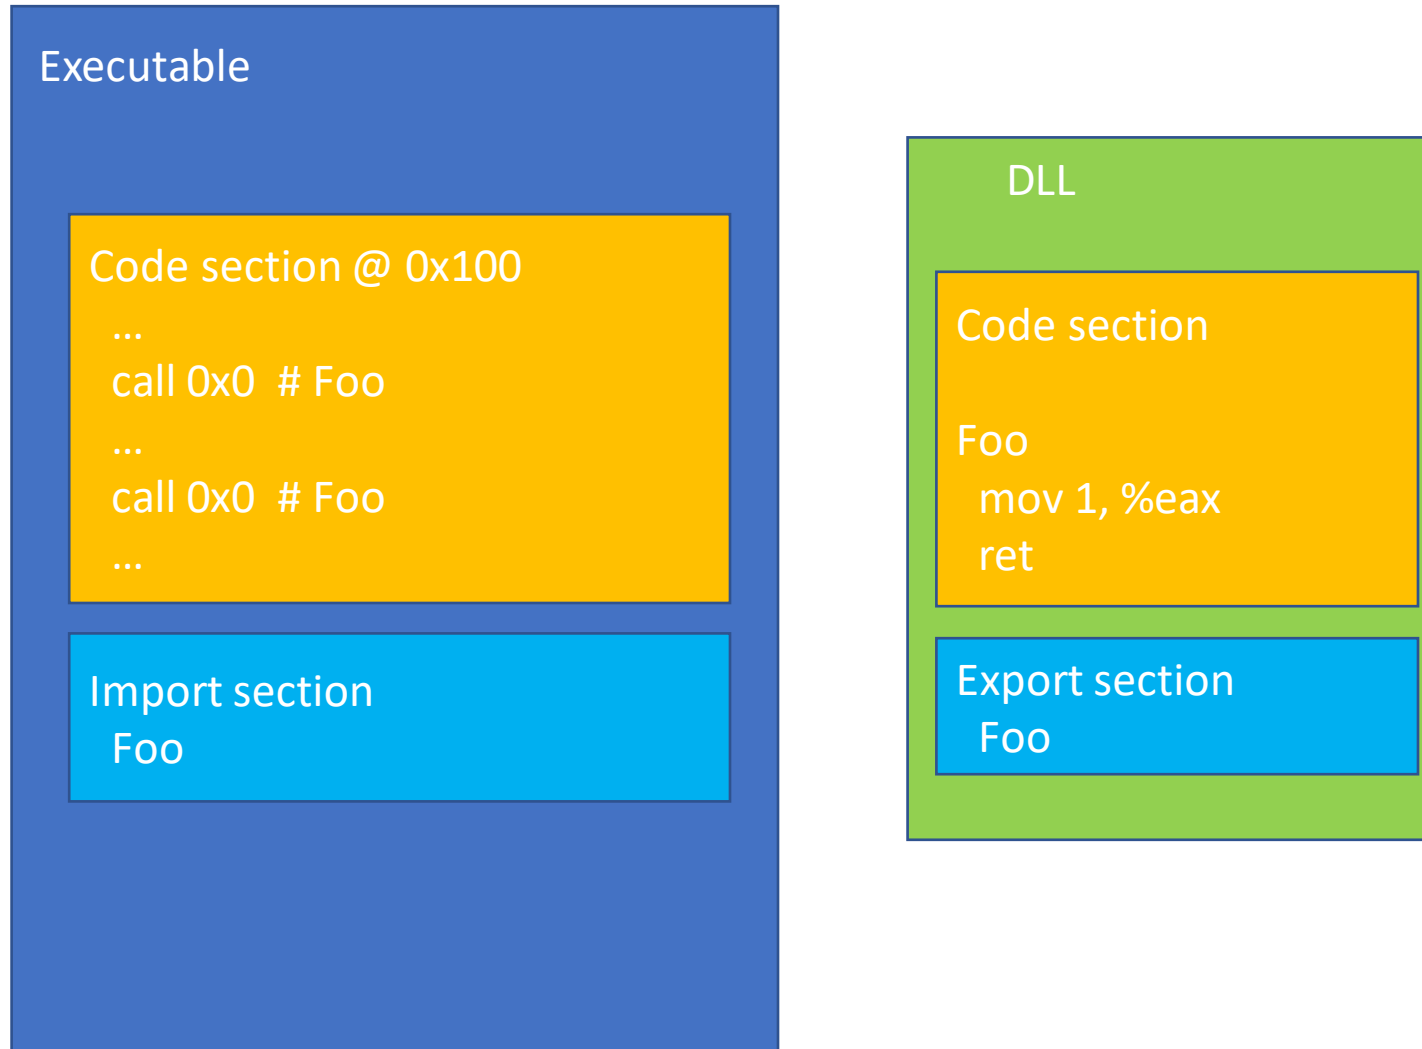 Executable
Code section @ 0x100
...
call 0x0 # Foo
...
call 0x0 # Foo
...
Import section
Foo
DLL
Code section
Foo
mov 1, %eax
ret
Export section
Foo